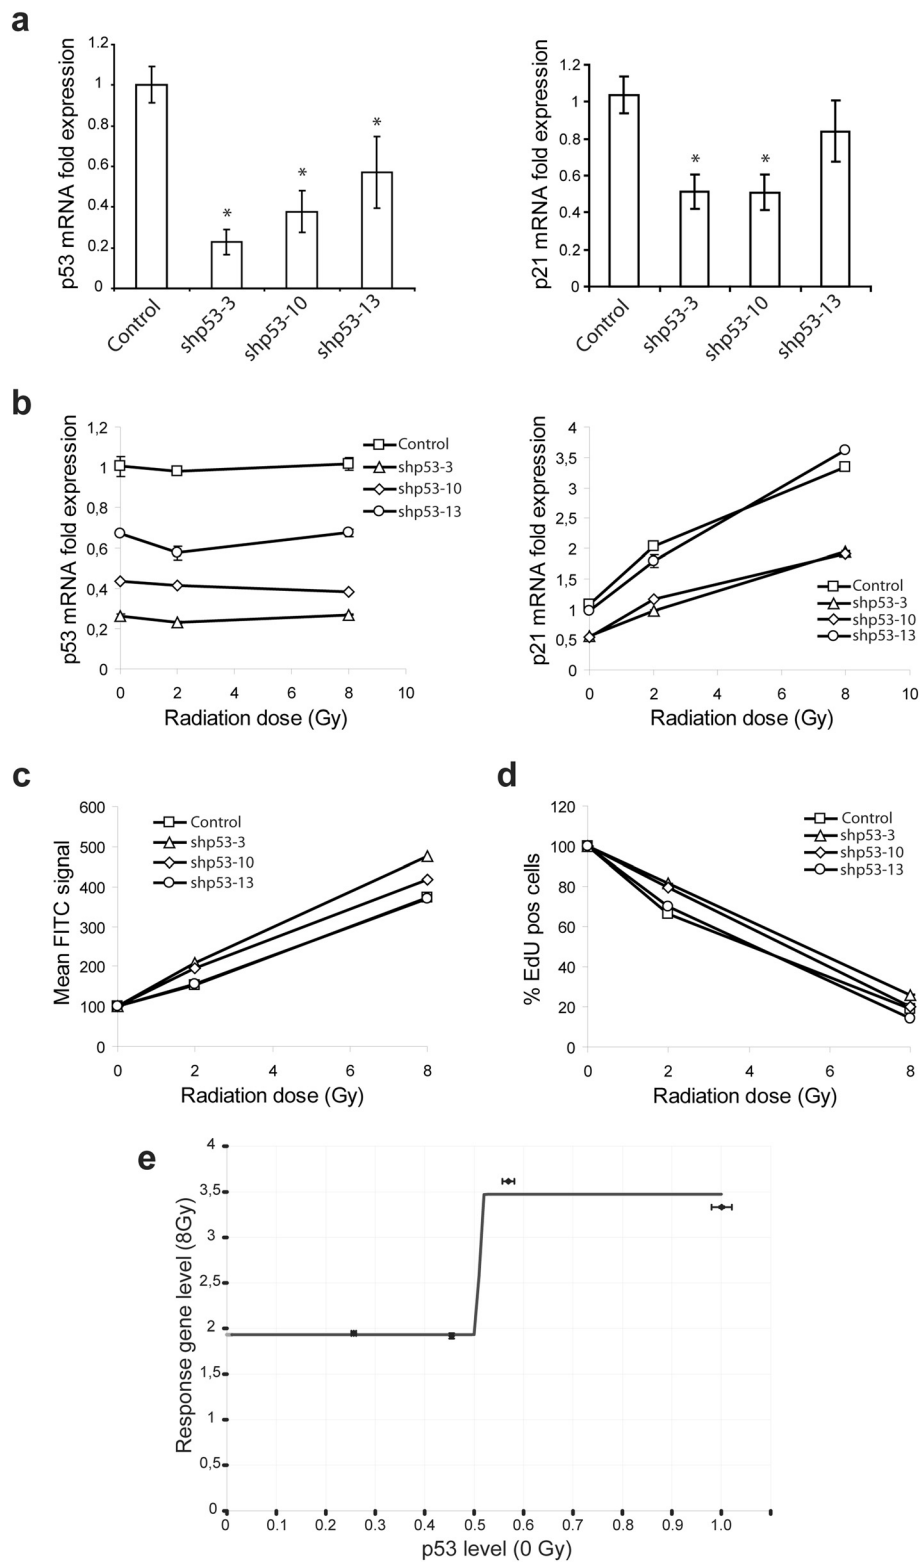 a
p53 mRNA fold expression
1.2
1
0.8
0.6
0.4
0.2
0
*
*
*
Control
shp53-3
shp53-10
shp53-13
p21 mRNA fold expression
1.2
1
0.8
0.6
0.4
0.2
0
*
*
Control
shp53-3
shp53-10
shp53-13
b
p53 mRNA fold expression
1,2
1
0,8
0,6
0,4
0,2
0
0 2 4 6 8 10
Radiation dose (Gy)
Control
shp53-3
shp53-10
shp53-13
p21 mRNA fold expression
4
3,5
3
2,5
2
1,5
1
0,5
0
0 2 4 6 8 10
Radiation dose (Gy)
Control
shp53-3
shp53-10
shp53-13
c
Mean FITC signal
600
500
400
300
200
100
0
0 2 4 6 8
Radiation dose (Gy)
Control
shp53-3
shp53-10
shp53-13
d
% EdU pos cells
120
100
80
60
40
20
0
0 2 4 6 8
Radiation dose (Gy)
Control
shp53-3
shp53-10
shp53-13
e
Response gene level (8Gy)
4
3,5
3
2,5
2
1,5
1
0,5
0
0 0.1 0.2 0.3 0.4 0.5 0.6 0.7 0.8 0.9 1.0
p53 level (0 Gy)